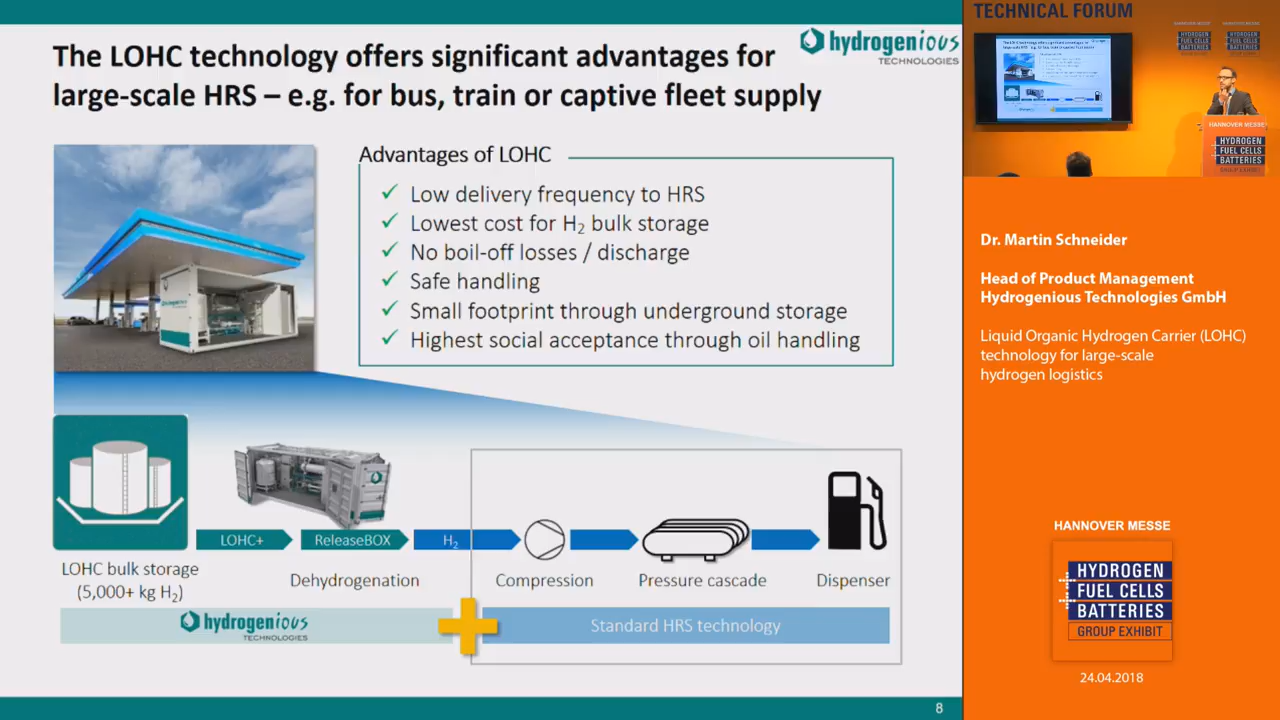 The LOHC technology offers significant advantages for
large-scale HRS – e.g. for bus, train or captive fleet supply
hydrogenious
TECHNOLOGIES
Advantages of LOHC
✓ Low delivery frequency to HRS
✓ Lowest cost for H₂ bulk storage
✓ No boil-off losses / discharge
✓ Safe handling
✓ Small footprint through underground storage
✓ Highest social acceptance through oil handling
LOHC+
ReleaseBOX
H₂
LOHC bulk storage
(5,000+ kg H₂)
Dehydrogenation
Compression
Pressure cascade
Dispenser
hydrogenious
TECHNOLOGIES
Standard HRS technology
8
TECHNICAL FORUM
HANNOVER MESSE
HYDROGEN
FUEL CELLS
BATTERIES
GROUP EXHIBIT
Dr. Martin Schneider
Head of Product Management
Hydrogenious Technologies GmbH
Liquid Organic Hydrogen Carrier (LOHC)
technology for large-scale
hydrogen logistics
HANNOVER MESSE
HYDROGEN
FUEL CELLS
BATTERIES
GROUP EXHIBIT
24.04.2018